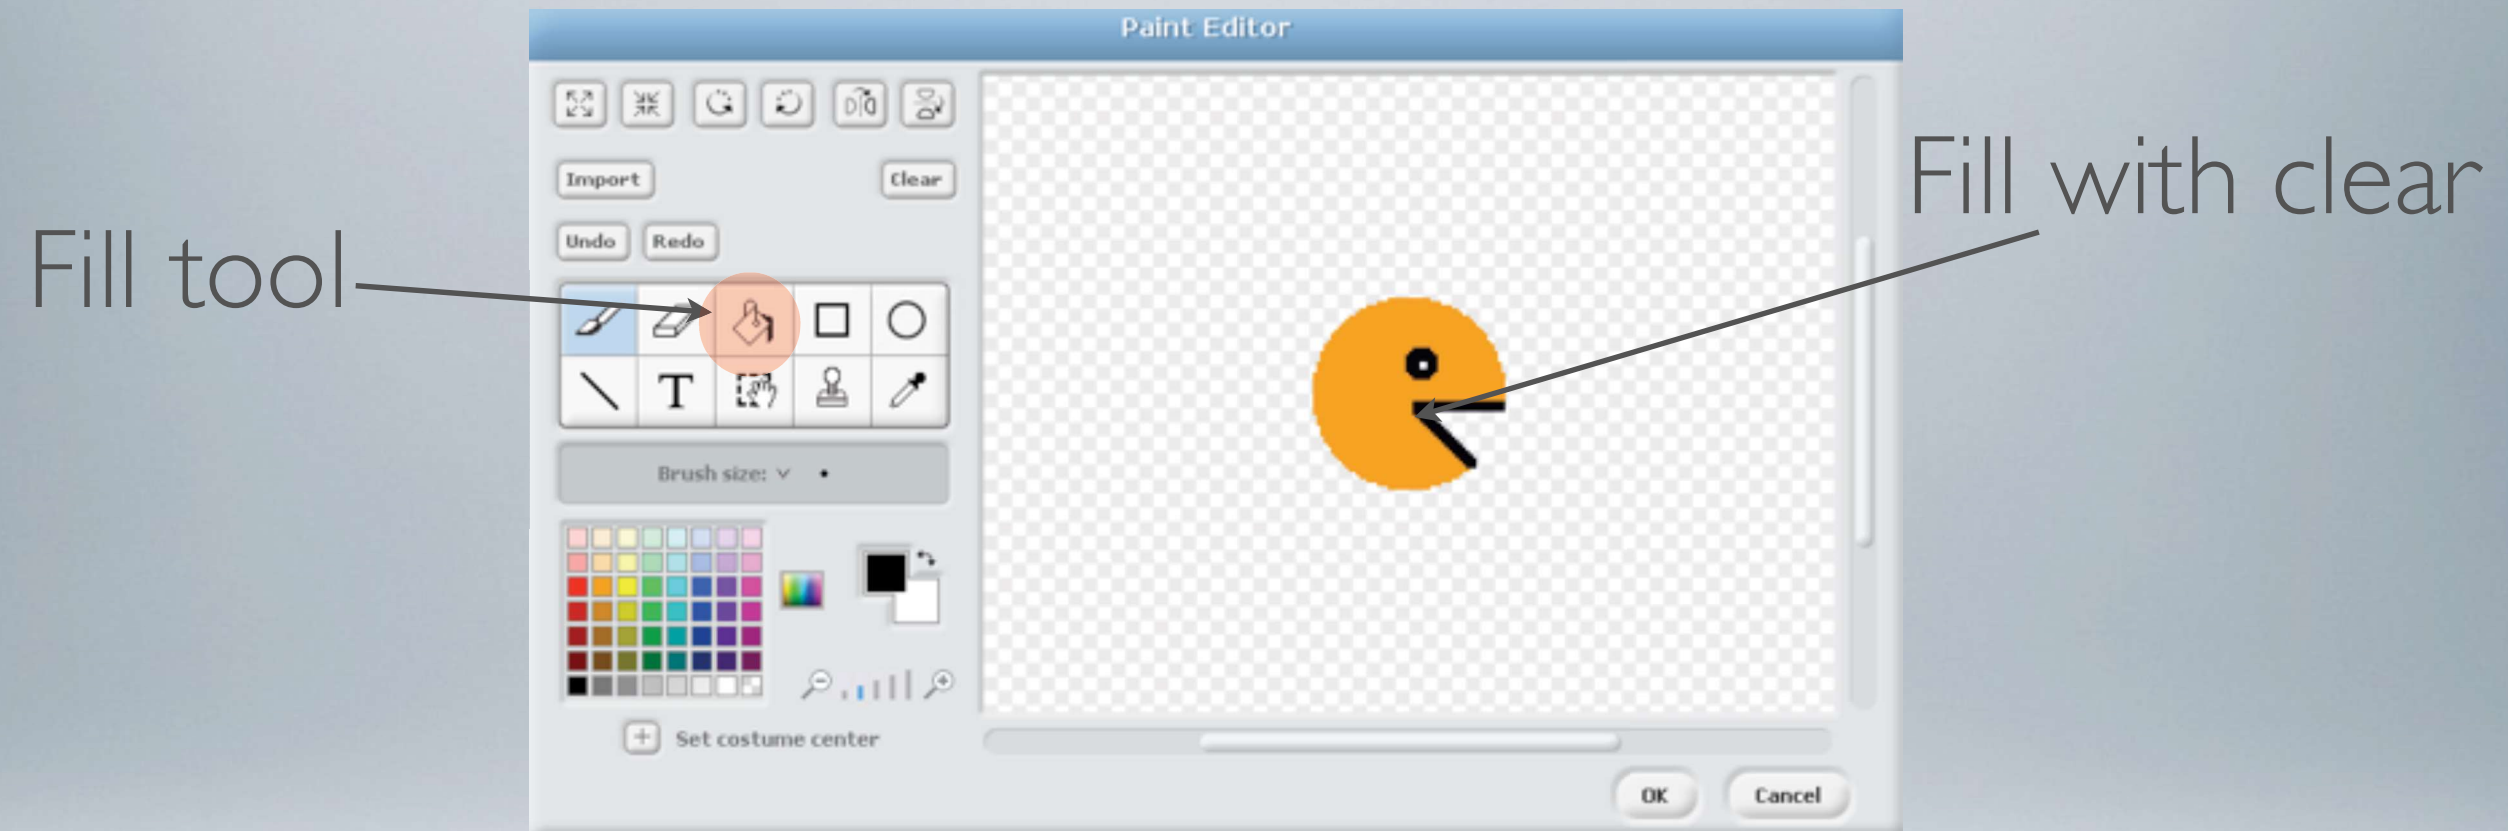 Paint Editor
Import
Clear
Undo
Redo
Fill tool
Fill with clear
T
Brush size:
Set costume center
OK
Cancel